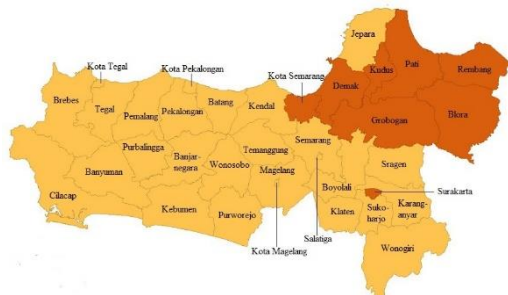 Jepara
Kota Tegal
Kota Pekalongan
Kota Semarang
Kudus
Pati
Rembang
Demak
Brebes
Tegal
Pemalang
Pekalongan
Batang
Kendal
Grobogan
Blora
Semarang
Purbalingga
Banjar-
negara
Wonosobo
Temanggung
Sragen
Banyuman
Magelang
Boyolali
Surakarta
Cilacap
Kebumen
Purworejo
Klaten
Suko-
harjo
Karang-
anyar
Kota Magelang
Salatiga
Wonogiri